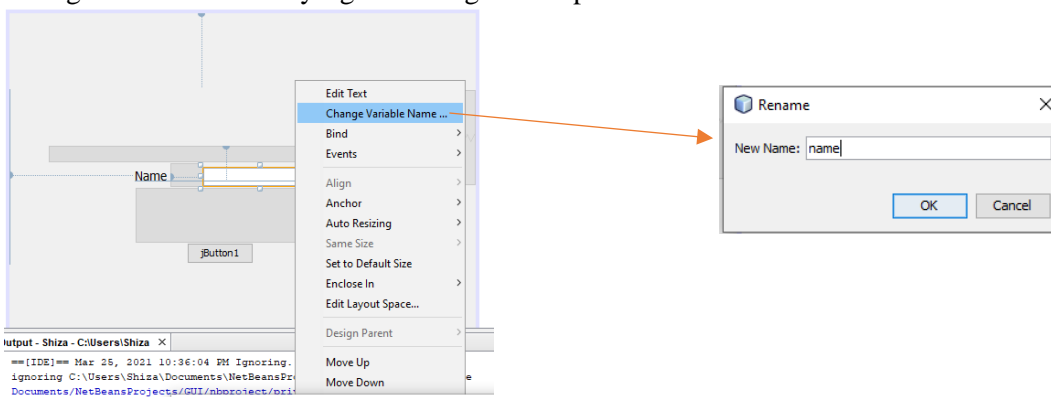 Edit Text
Change Variable Name ...
Bind
Events
Align
Anchor
Auto Resizing
Same Size
Set to Default Size
Enclose In
Edit Layout Space...
Design Parent
Move Up
Move Down
Name
jButton1
Rename
New Name: name
OK Cancel
Output - Shiza - C:\Users\Shiza
==[IDE]== Mar 25, 2021 10:36:04 PM Ignoring.
ignoring C:\Users\Shiza\Documents\NetBeansPr
Documents/NetBeansProjects/GUI/nbproject/pri